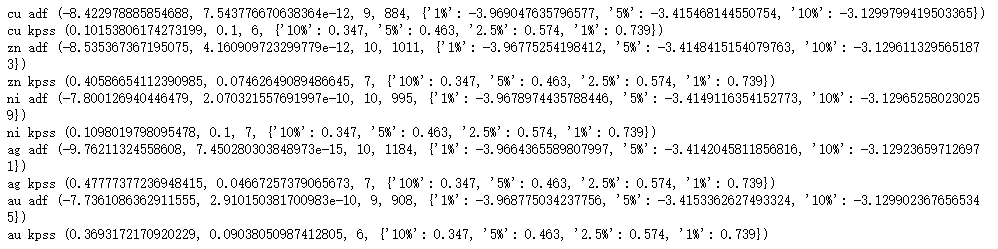 cu adf (-8.422978885854688, 7.543776670638364e-12, 9, 884, {'1%': -3.969047635796577, '5%': -3.415468144550754, '10%': -3.1299799419503365})
cu kpss (0.10153806174273199, 0.1, 6, {'10%': 0.347, '5%': 0.463, '2.5%': 0.574, '1%': 0.739})
zn adf (-8.535367367195075, 4.160909723299779e-12, 10, 1011, {'1%': -3.96775254198412, '5%': -3.4148415154079763, '10%': -3.129611329565187
3})
zn kpss (0.40586654112390985, 0.07462649089486645, 7, {'10%': 0.347, '5%': 0.463, '2.5%': 0.574, '1%': 0.739})
ni adf (-7.800126940446479, 2.070321557691997e-10, 10, 995, {'1%': -3.9678974435788446, '5%': -3.4149116354152773, '10%': -3.12965258023025
9})
ni kpss (0.1098019798095478, 0.1, 7, {'10%': 0.347, '5%': 0.463, '2.5%': 0.574, '1%': 0.739})
ag adf (-9.76211324558608, 7.450280303848973e-15, 10, 1184, {'1%': -3.9664365589807997, '5%': -3.4142045811856816, '10%': -3.12923659712697
1})
ag kpss (0.47777377236948415, 0.04667257379065673, 7, {'10%': 0.347, '5%': 0.463, '2.5%': 0.574, '1%': 0.739})
au adf (-7.7361086362911555, 2.910150381700983e-10, 9, 908, {'1%': -3.968775034237756, '5%': -3.4153362627493324, '10%': -3.129902367656534
5})
au kpss (0.3693172170920229, 0.09038050987412805, 6, {'10%': 0.347, '5%': 0.463, '2.5%': 0.574, '1%': 0.739})